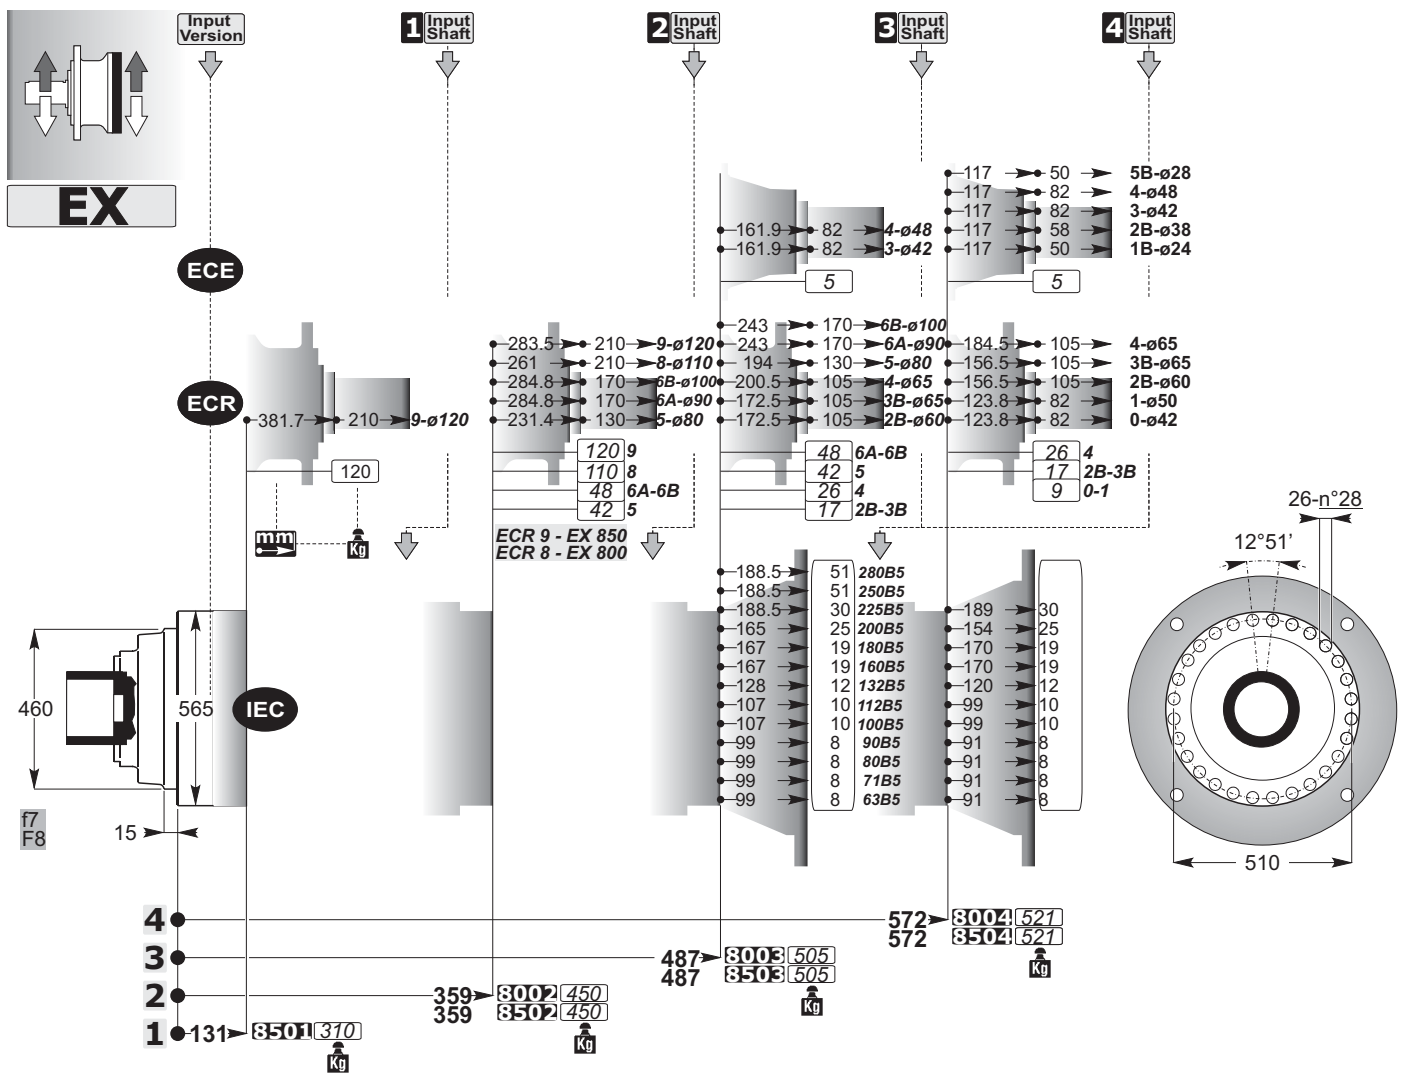 Input
Version
1 Input
Shaft
2 Input
Shaft
3 Input
Shaft
4 Input
Shaft
EX
ECE
161.9 82 4-ø48
161.9 82 3-ø42
5
117 50 5B-ø28
117 82 4-ø48
117 82 3-ø42
117 58 2B-ø38
117 50 1B-ø24
5
ECR
381.7 210 9-ø120
120
mm
Kg
283.5 210 9-ø120
261 210 8-ø110
284.8 170 6B-ø100
284.8 170 6A-ø90
231.4 130 5-ø80
120 9
110 8
48 6A-6B
42 5
ECR 9 - EX 850
ECR 8 - EX 800
243 170 6B-ø100
243 170 6A-ø90
194 130 5-ø80
200.5 105 4-ø65
172.5 105 3B-ø65
172.5 105 2B-ø60
48 6A-6B
42 5
26 4
17 2B-3B
184.5 105 4-ø65
156.5 105 3B-ø65
156.5 105 2B-ø60
123.8 82 1-ø50
123.8 82 0-ø42
26 4
17 2B-3B
9 0-1
IEC
460
565
f7
F8
15
188.5 51 280B5
188.5 51 250B5
188.5 30 225B5 189 30
165 25 200B5 154 25
167 19 180B5 170 19
167 19 160B5 170 19
128 12 132B5 120 12
107 10 112B5 99 10
107 10 100B5 99 10
99 8 90B5 91 8
99 8 80B5 91 8
99 8 71B5 91 8
99 8 63B5 91 8
26-n°28
12°51'
510
4 572 8004 521
572 8504 521
Kg
3 487 8003 505
487 8503 505
Kg
2 359 8002 450
359 8502 450
Kg
1 131 8501 310
Kg